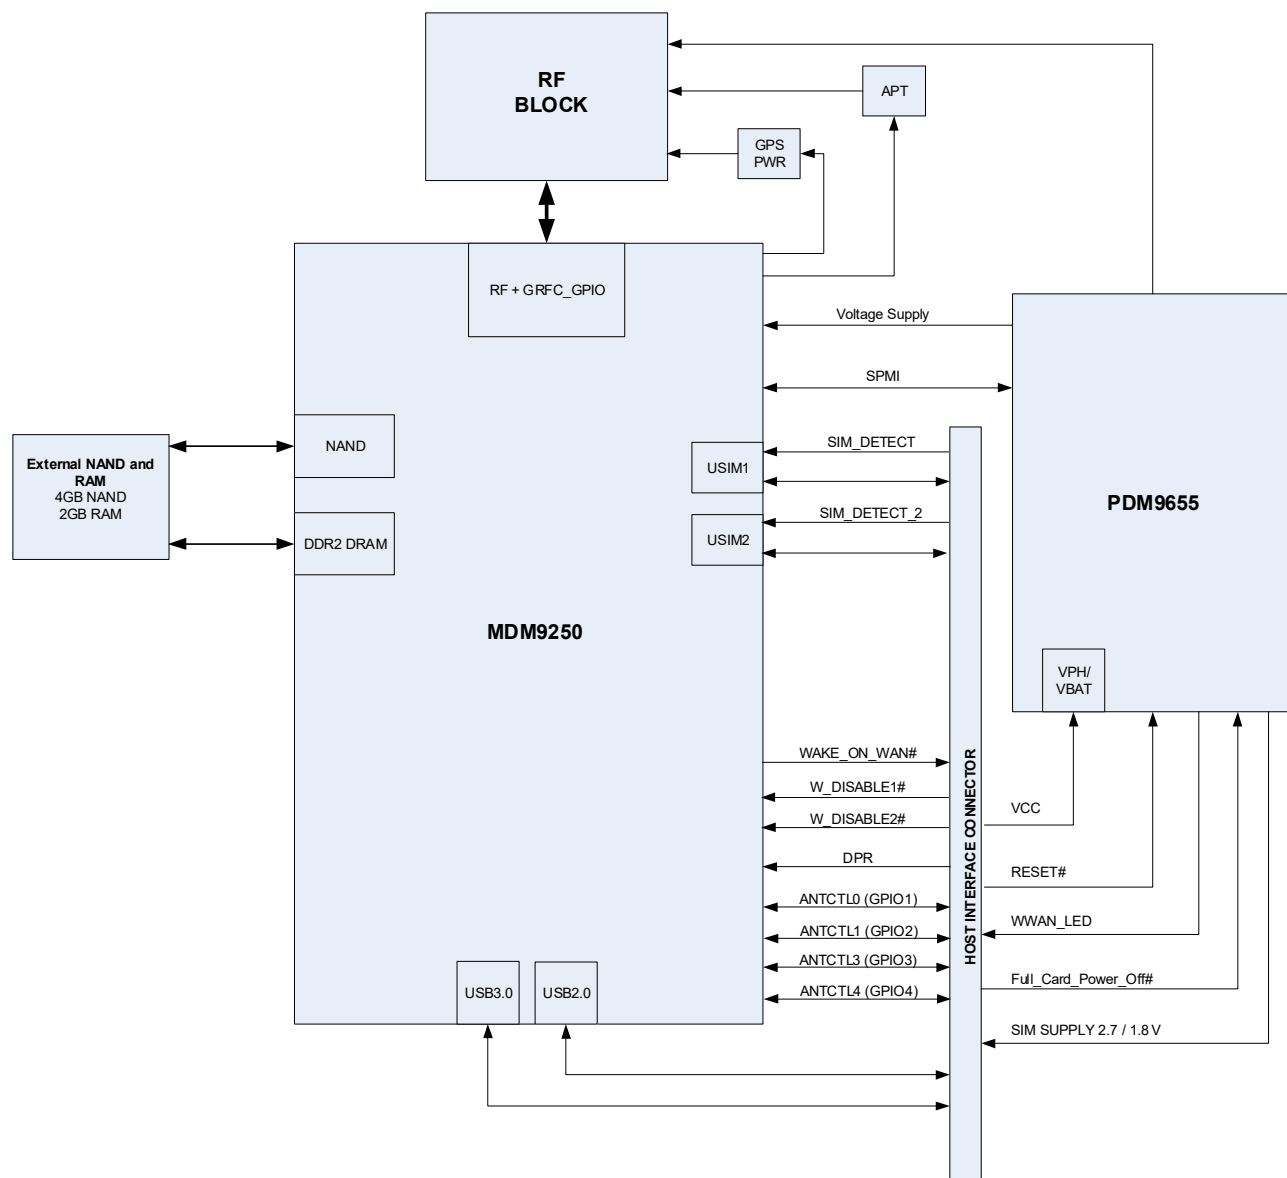 RF
BLOCK
APT
GPS
PWR
RF + GRFC_GPIO
Voltage Supply
SPMI
NAND
External NAND and
RAM
4GB NAND
2GB RAM
DDR2 DRAM
USIM1
SIM_DETECT
USIM2
SIM_DETECT_2
PDM9655
MDM9250
VPH/
VBAT
HOST INTERFACE CONNECTOR
WAKE_ON_WAN#
W_DISABLE1#
W_DISABLE2#
DPR
ANTCTL0 (GPIO1)
ANTCTL1 (GPIO2)
ANTCTL3 (GPIO3)
ANTCTL4 (GPIO4)
VCC
RESET#
WWAN_LED
Full_Card_Power_Off#
SIM SUPPLY 2.7 / 1.8 V
USB3.0
USB2.0